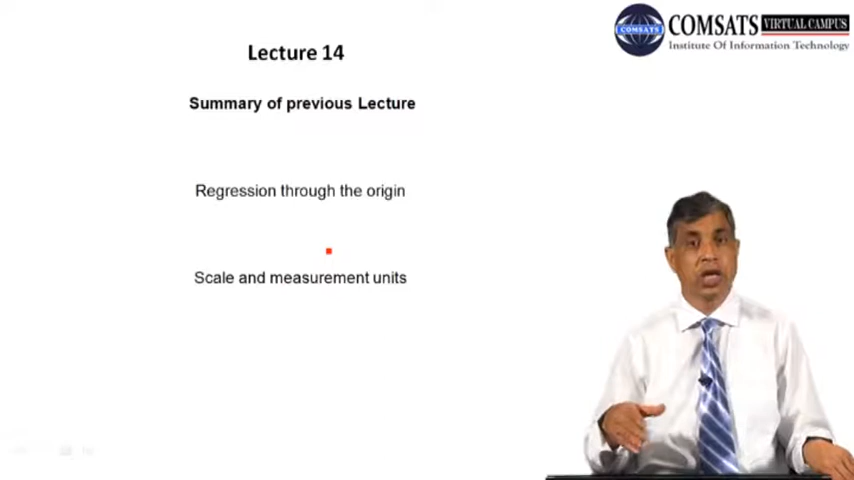 Lecture 14
COMSATS VIRTUAL CAMPUS
Institute Of Information Technology
COMSATS
Summary of previous Lecture
Regression through the origin
Scale and measurement units